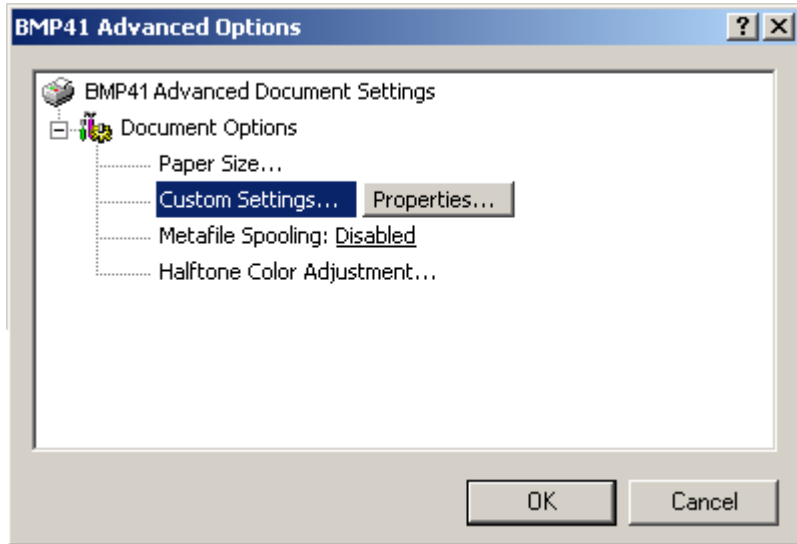 BMP41 Advanced Options
BMP41 Advanced Document Settings
Document Options
Paper Size...
Custom Settings... Properties...
Metafile Spooling: Disabled
Halftone Color Adjustment...
OK Cancel